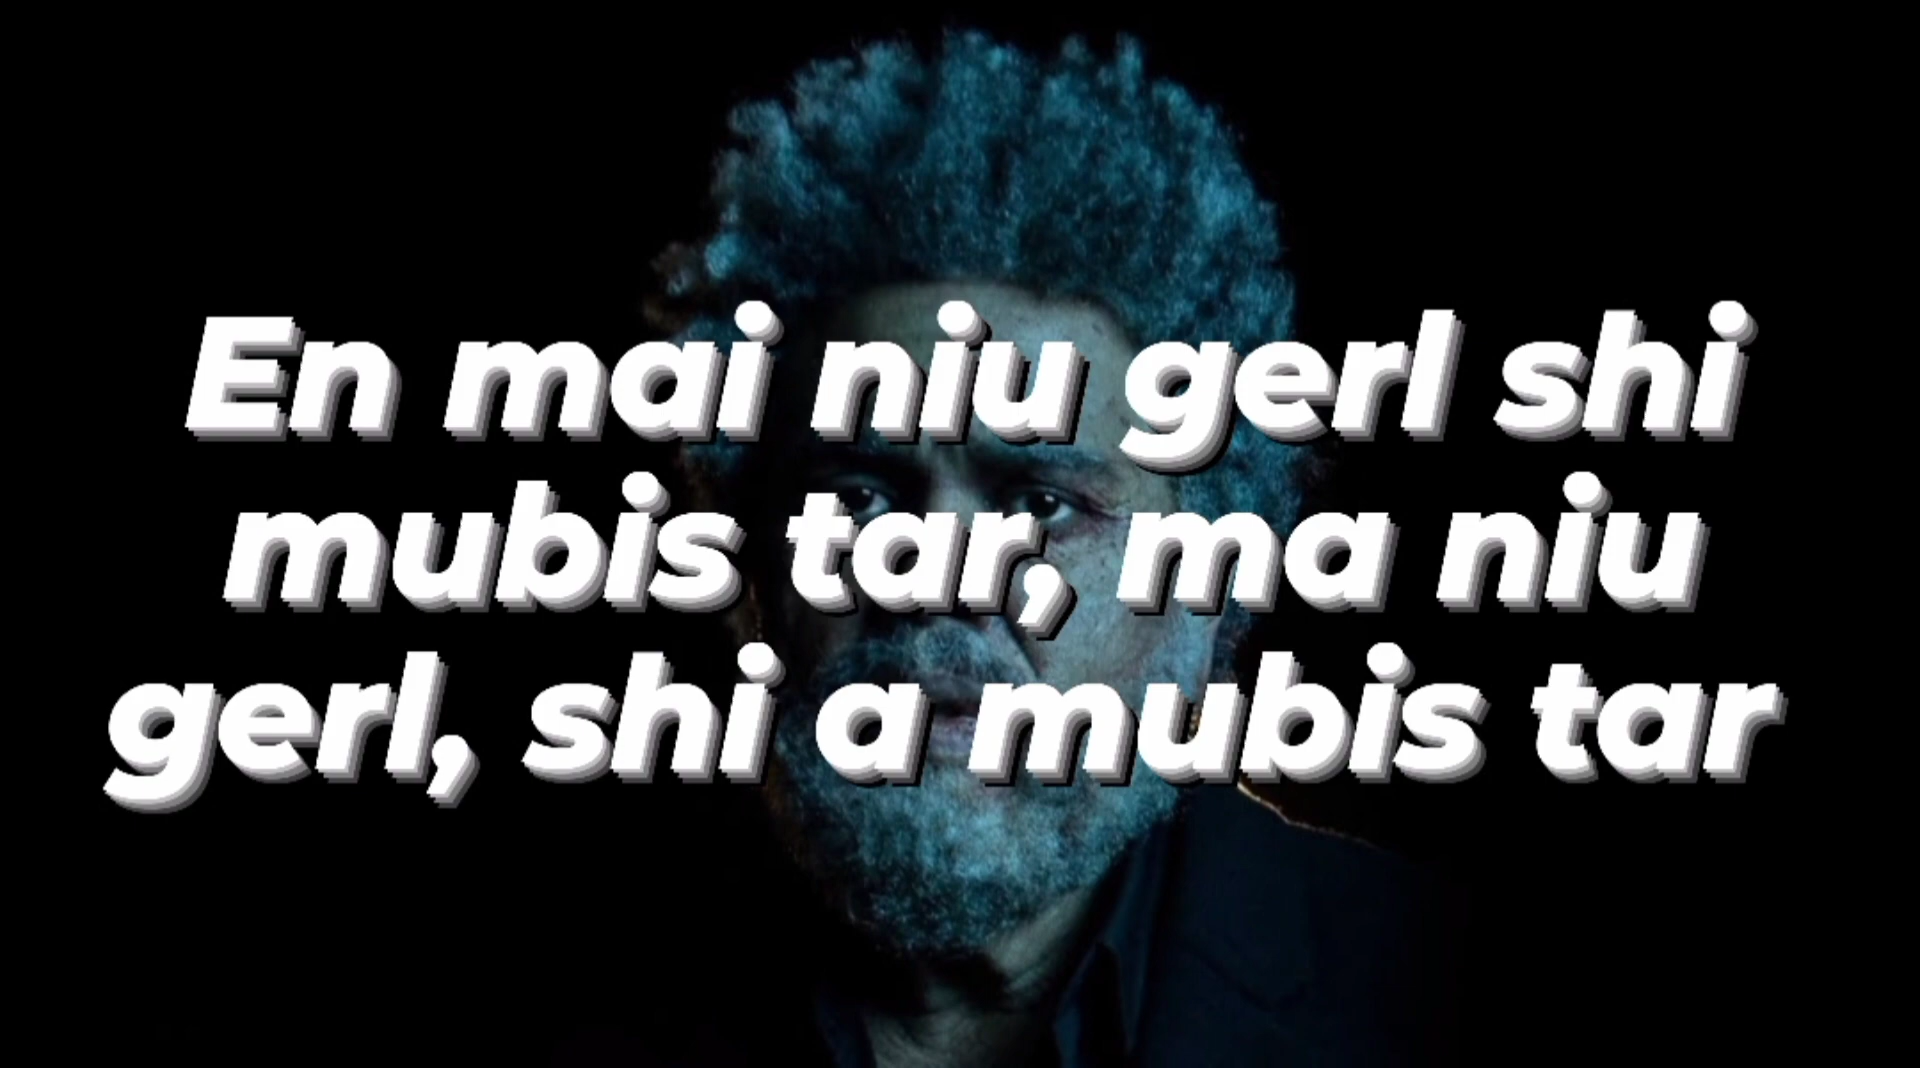 En mai niu gerl shi
mubis tar, ma niu
gerl, shi a mubis tar